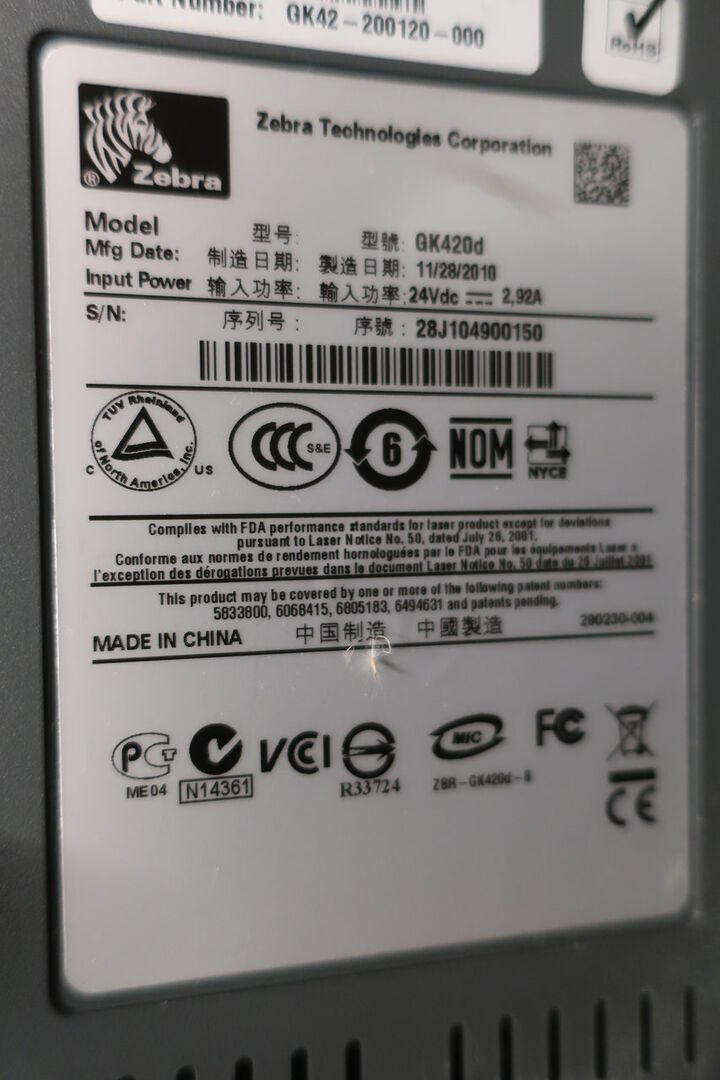 Part Number: GK42-200120-000
RoHS
Zebra
®
Zebra Technologies Corporation
Model 型号: 型號: GK420d
Mfg Date: 制造日期: 製造日期: 11/28/2010
Input Power 输入功率: 輸入功率: 24Vdc 2,92A
S/N: 序列号: 序號: 28J104900150
TUV Rheinland of North America, Inc.
C US
CCC S&E
6
NOM
NYCE
Complies with FDA performance standards for laser product except for deviations
pursuant to Laser Notice No. 50, dated July 26, 2001.
Conforme aux normes de rendement homologuées par le FDA pour les équipements Laser a
l'exception des dérogations prevues dans le document Laser Notice No. 50 date du 26 juillet 2001
This product may be covered by one or more of the following patent numbers:
5833800, 6068415, 6805183, 6494631 and patents pending.
MADE IN CHINA 中国制造 中國製造 290230-004
PCT VCCI MIC FC
ME04 N14361 R33724 ZBR-GK420d-8
CE